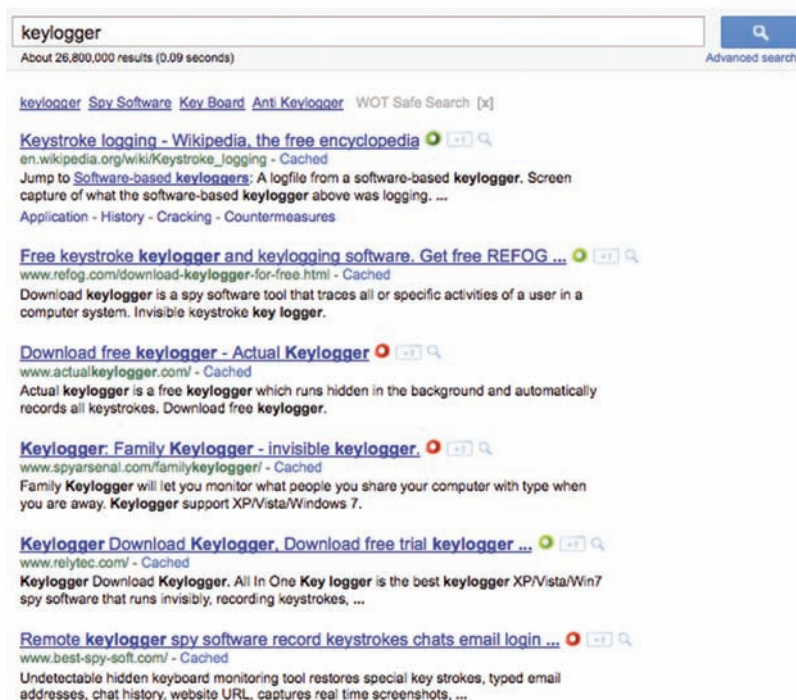 keylogger
About 26,800,000 results (0.09 seconds)
Advanced search
keylogger Spy Software Key Board Anti Keylogger WOT Safe Search [x]
Keystroke logging - Wikipedia, the free encyclopedia +1
en.wikipedia.org/wiki/Keystroke_logging - Cached
Jump to Software-based keyloggers: A logfile from a software-based keylogger. Screen
capture of what the software-based keylogger above was logging. ...
Application - History - Cracking - Countermeasures
Free keystroke keylogger and keylogging software. Get free REFOG ... +1
www.refog.com/download-keylogger-for-free.html - Cached
Download keylogger is a spy software tool that traces all or specific activities of a user in a
computer system. Invisible keystroke key logger.
Download free keylogger - Actual Keylogger +1
www.actualkeylogger.com/ - Cached
Actual keylogger is a free keylogger which runs hidden in the background and automatically
records all keystrokes. Download free keylogger.
Keylogger: Family Keylogger - invisible keylogger. +1
www.spyarsenal.com/familykeylogger/ - Cached
Family Keylogger will let you monitor what people you share your computer with type when
you are away. Keylogger support XP/Vista/Windows 7.
Keylogger Download Keylogger, Download free trial keylogger ... +1
www.relytec.com/ - Cached
Keylogger Download Keylogger. All In One Key logger is the best keylogger XP/Vista/Win7
spy software that runs invisibly, recording keystrokes, ...
Remote keylogger spy software record keystrokes chats email login ... +1
www.best-spy-soft.com/ - Cached
Undetectable hidden keyboard monitoring tool restores special key strokes, typed email
addresses, chat history, website URL, captures real time screenshots, ...